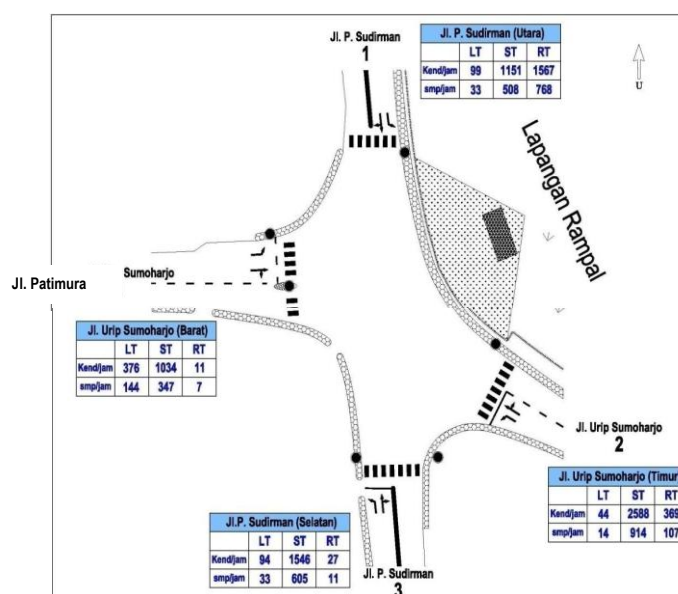 Jl. P. Sudirman
1
Jl. P. Sudirman (Utara)
LT ST RT
Kend/jam 99 1151 1567
smp/jam 33 508 768
U
Lapangan Rampal
Jl. Patimura
Sumoharjo
Jl. Urip Sumoharjo (Barat)
LT ST RT
Kend/jam 376 1034 11
smp/jam 144 347 7
Jl. Urip Sumoharjo
2
Jl. Urip Sumoharjo (Timur
LT ST RT
Kend/jam 44 2588 369
smp/jam 14 914 107
Jl.P. Sudirman (Selatan)
LT ST RT
Kend/jam 94 1546 27
smp/jam 33 605 11
Jl. P. Sudirman
3